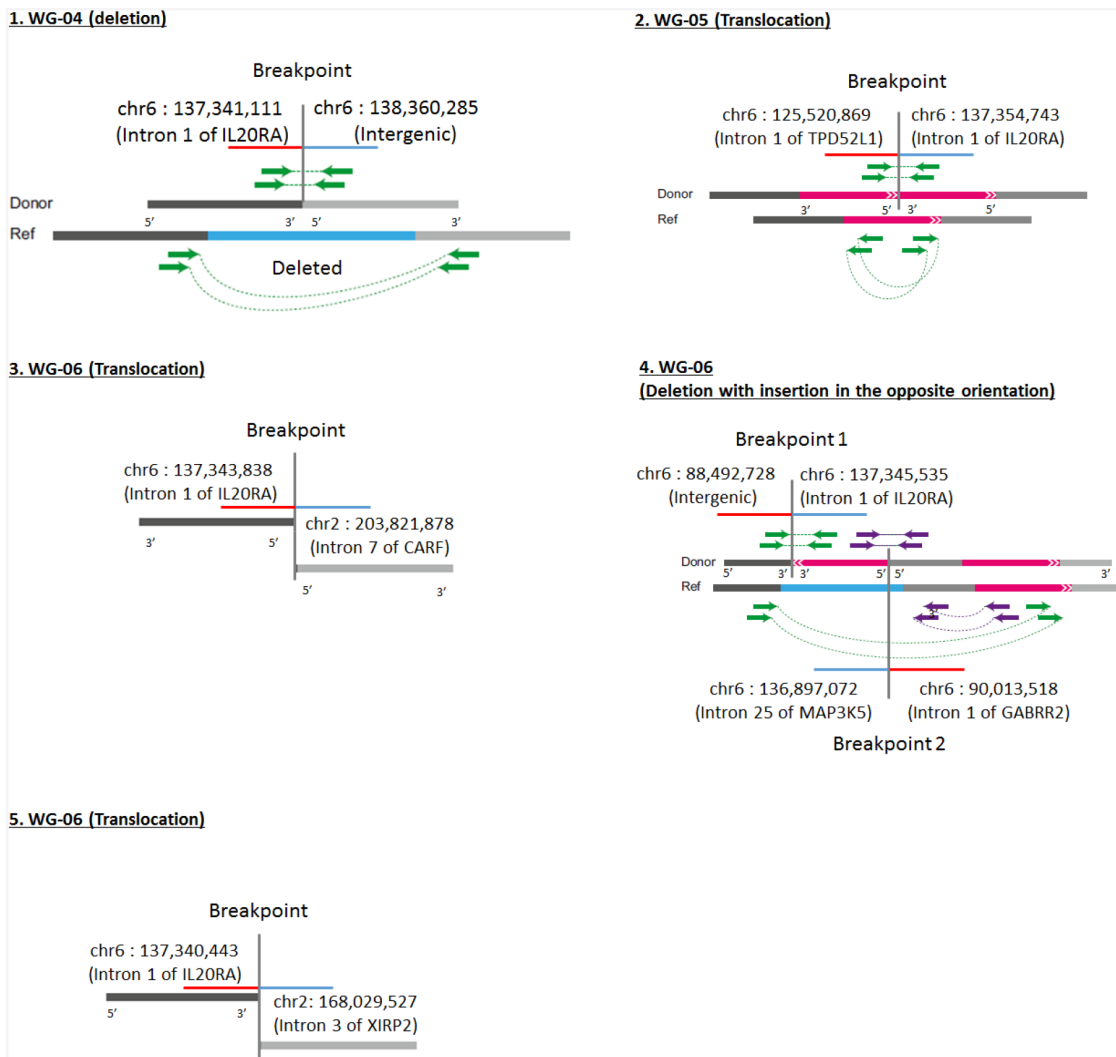 1. WG-04 (deletion)
Breakpoint
chr6 : 137,341,111
(Intron 1 of IL20RA)
chr6 : 138,360,285
(Intergenic)
Donor
5’ 3’ 5’ 3’
Ref
Deleted
2. WG-05 (Translocation)
Breakpoint
chr6 : 125,520,869
(Intron 1 of TPD52L1)
chr6 : 137,354,743
(Intron 1 of IL20RA)
Donor
3’ 5’ 3’ 5’
Ref
3. WG-06 (Translocation)
Breakpoint
chr6 : 137,343,838
(Intron 1 of IL20RA)
3’ 5’
chr2 : 203,821,878
(Intron 7 of CARF)
5’ 3’
4. WG-06
(Deletion with insertion in the opposite orientation)
Breakpoint 1
chr6 : 88,492,728
(Intergenic)
chr6 : 137,345,535
(Intron 1 of IL20RA)
Donor
5’ 3’ 3’ 5’ 5’ 3’
Ref
3’
chr6 : 136,897,072
(Intron 25 of MAP3K5)
chr6 : 90,013,518
(Intron 1 of GABRR2)
Breakpoint 2
5. WG-06 (Translocation)
Breakpoint
chr6 : 137,340,443
(Intron 1 of IL20RA)
5’ 3’
chr2: 168,029,527
(Intron 3 of XIRP2)